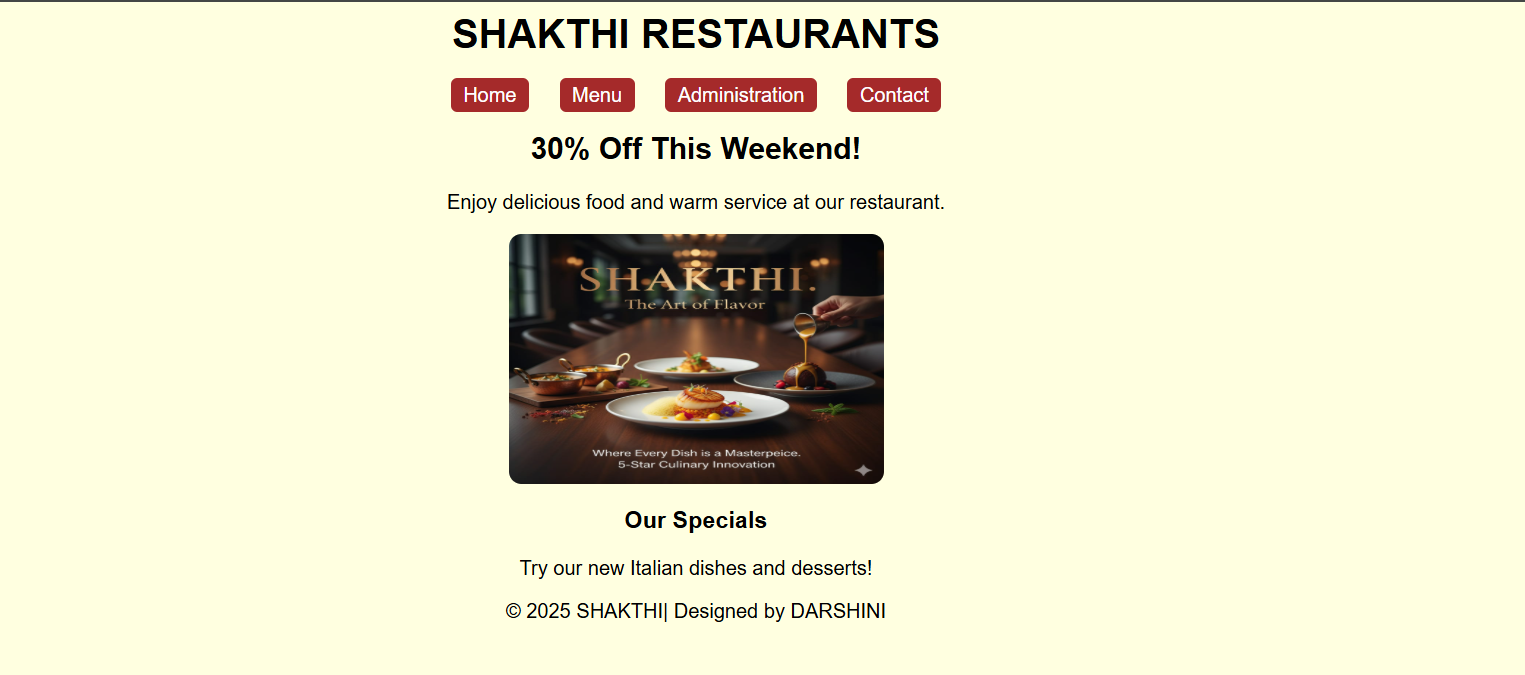 SHAKTHI RESTAURANTS
Home Menu Administration Contact
30% Off This Weekend!
Enjoy delicious food and warm service at our restaurant.
SHAKTHI.
The Art of Flavor
Where Every Dish is a Masterpeice.
5-Star Culinary Innovation
Our Specials
Try our new Italian dishes and desserts!
© 2025 SHAKTHI| Designed by DARSHINI